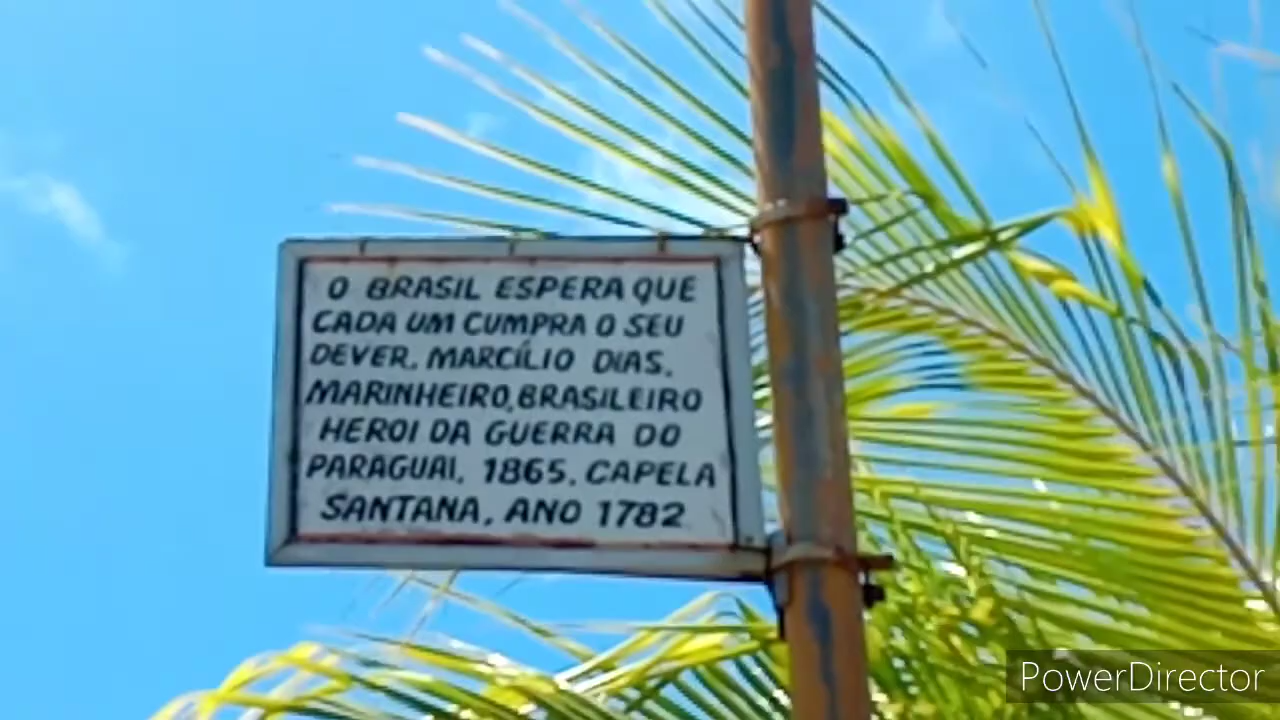 O BRASIL ESPERA QUE
CADA UM CUMPRA O SEU
DEVER. MARCÍLIO DIAS.
MARINHEIRO, BRASILEIRO
HEROI DA GUERRA DO
PARAGUAI. 1865. CAPELA
SANTANA. ANO 1782
PowerDirector